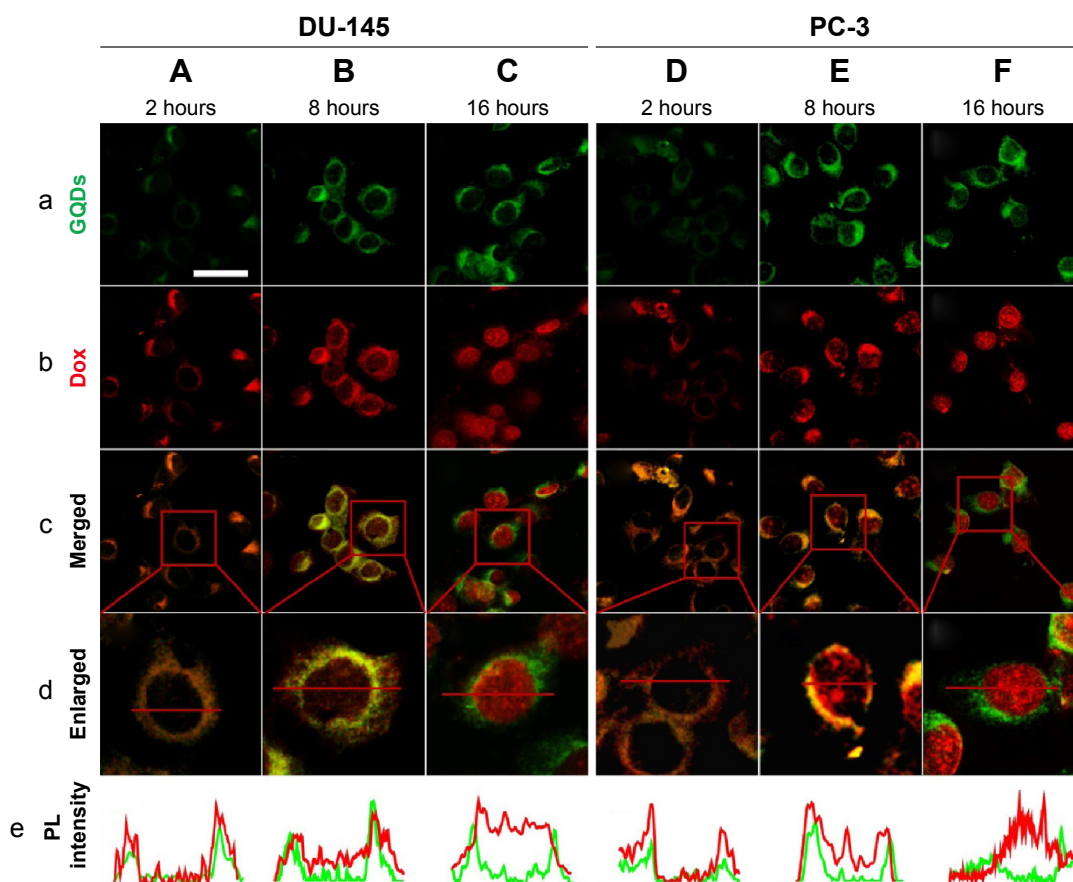 DU-145 PC-3
A B C D E F
2 hours 8 hours 16 hours 2 hours 8 hours 16 hours
a GQDs
b Dox
c Merged
d Enlarged
e PL
intensity